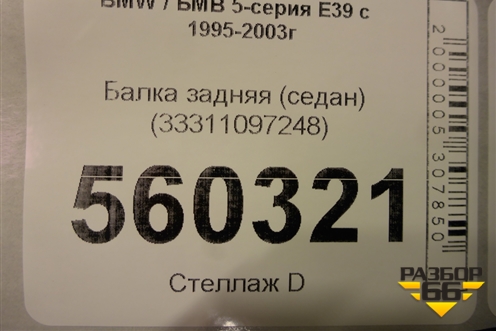 BMW / БМВ 5-серия E39 с
1995-2003г
Балка задняя (седан)
(33311097248)
560321
Стеллаж D
2000005307850
РАЗБОР
66